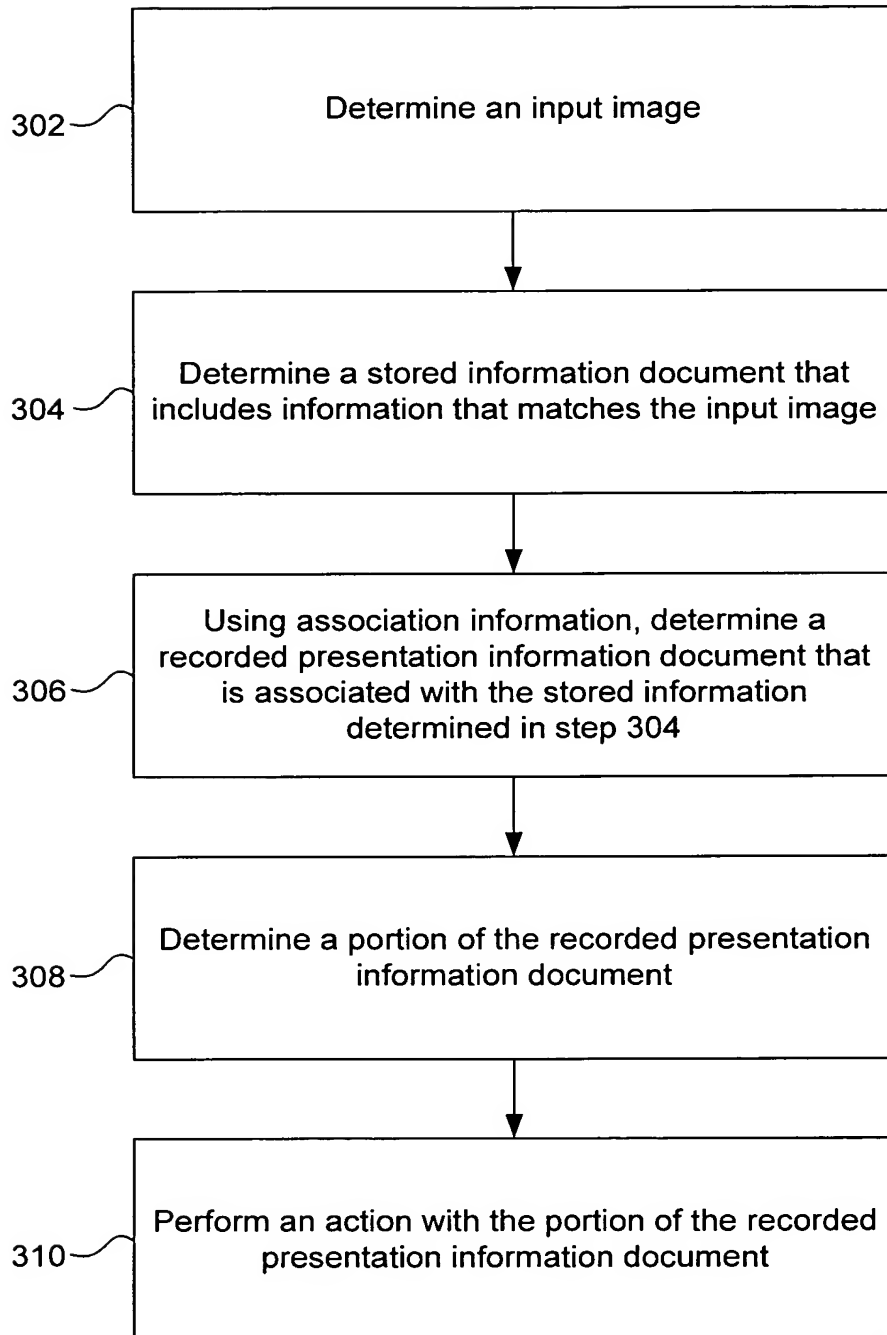 302
Determine an input image
304
Determine a stored information document that
includes information that matches the input image
306
Using association information, determine a
recorded presentation information document that
is associated with the stored information
determined in step 304
308
Determine a portion of the recorded presentation
information document
310
Perform an action with the portion of the recorded
presentation information document